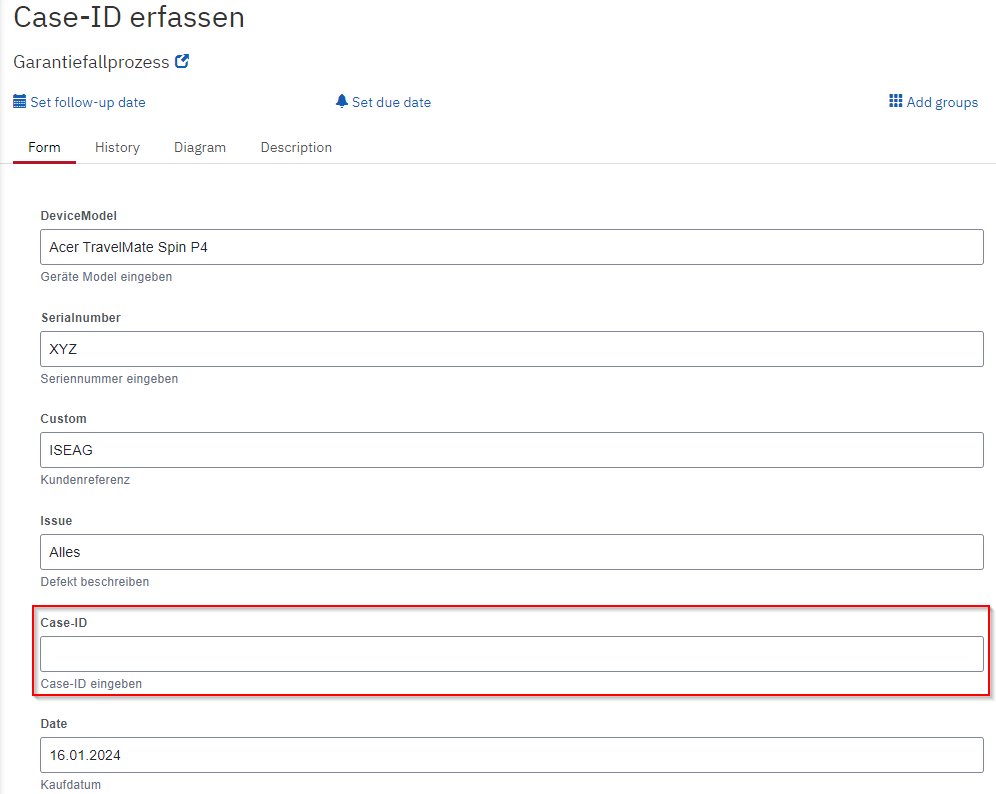 Case-ID erfassen
Garantiefallprozess
Set follow-up date
Set due date
Add groups
Form
History
Diagram
Description
DeviceModel
Acer TravelMate Spin P4
Geräte Model eingeben
Serialnumber
XYZ
Seriennummer eingeben
Custom
ISEAG
Kundenreferenz
Issue
Alles
Defekt beschreiben
Case-ID
Case-ID eingeben
Date
16.01.2024
Kaufdatum